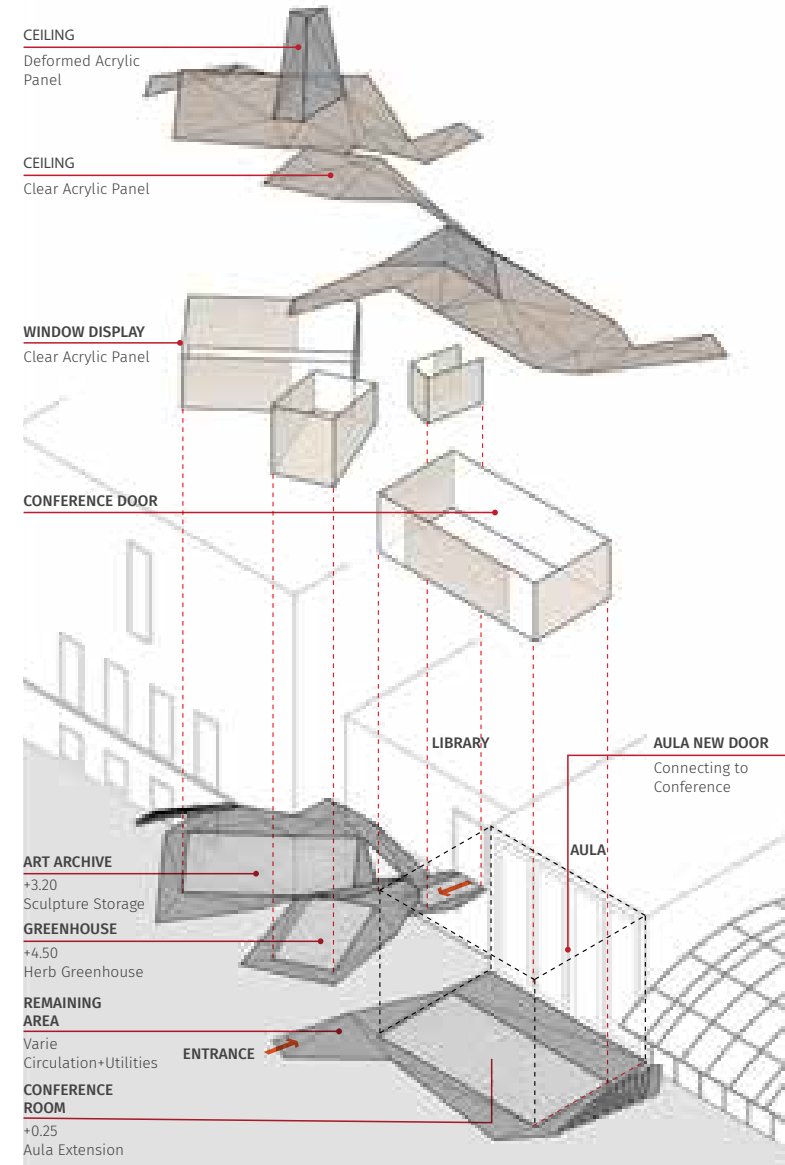 CEILING
Deformed Acrylic
Panel
CEILING
Clear Acrylic Panel
WINDOW DISPLAY
Clear Acrylic Panel
CONFERENCE DOOR
LIBRARY
AULA NEW DOOR
Connecting to
Conference
AULA
ART ARCHIVE
+3.20
Sculpture Storage
GREENHOUSE
+4.50
Herb Greenhouse
REMAINING
AREA
Varie
Circulation+Utilities
ENTRANCE
CONFERENCE
ROOM
+0.25
Aula Extension